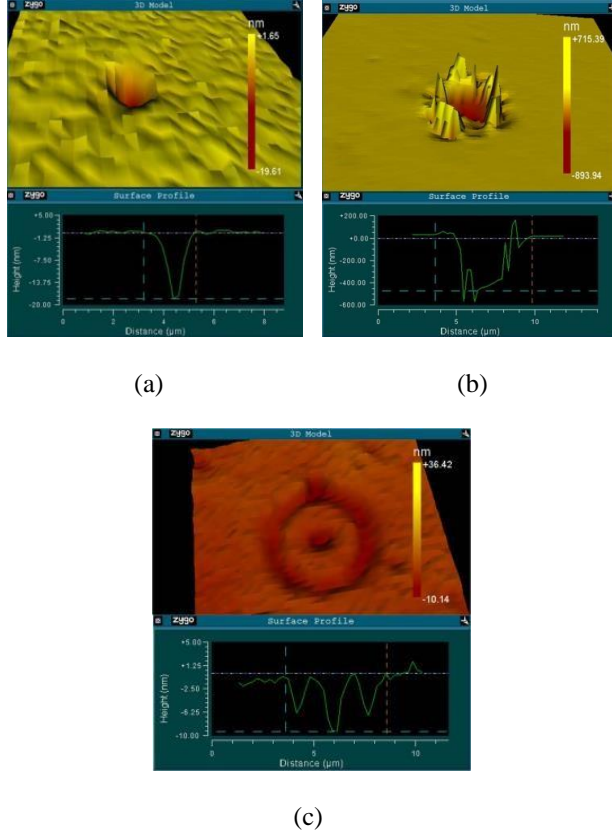 zygo 3D Model
nm
+1.65
-19.61
zygo Surface Profile
Height (nm)
+5.00
-1.25
-7.50
-13.75
-20.00
0 2 4 6 8
Distance (µm)
(a)
zygo 3D Model
nm
+715.39
-893.94
zygo Surface Profile
Height (nm)
+200.00
+0.00
-200.00
-400.00
-600.00
0 5 10
Distance (µm)
(b)
zygo 3D Model
nm
+36.42
-10.14
zygo Surface Profile
Height (nm)
+5.00
+1.25
-2.50
-6.25
-10.00
0 5 10
Distance (µm)
(c)